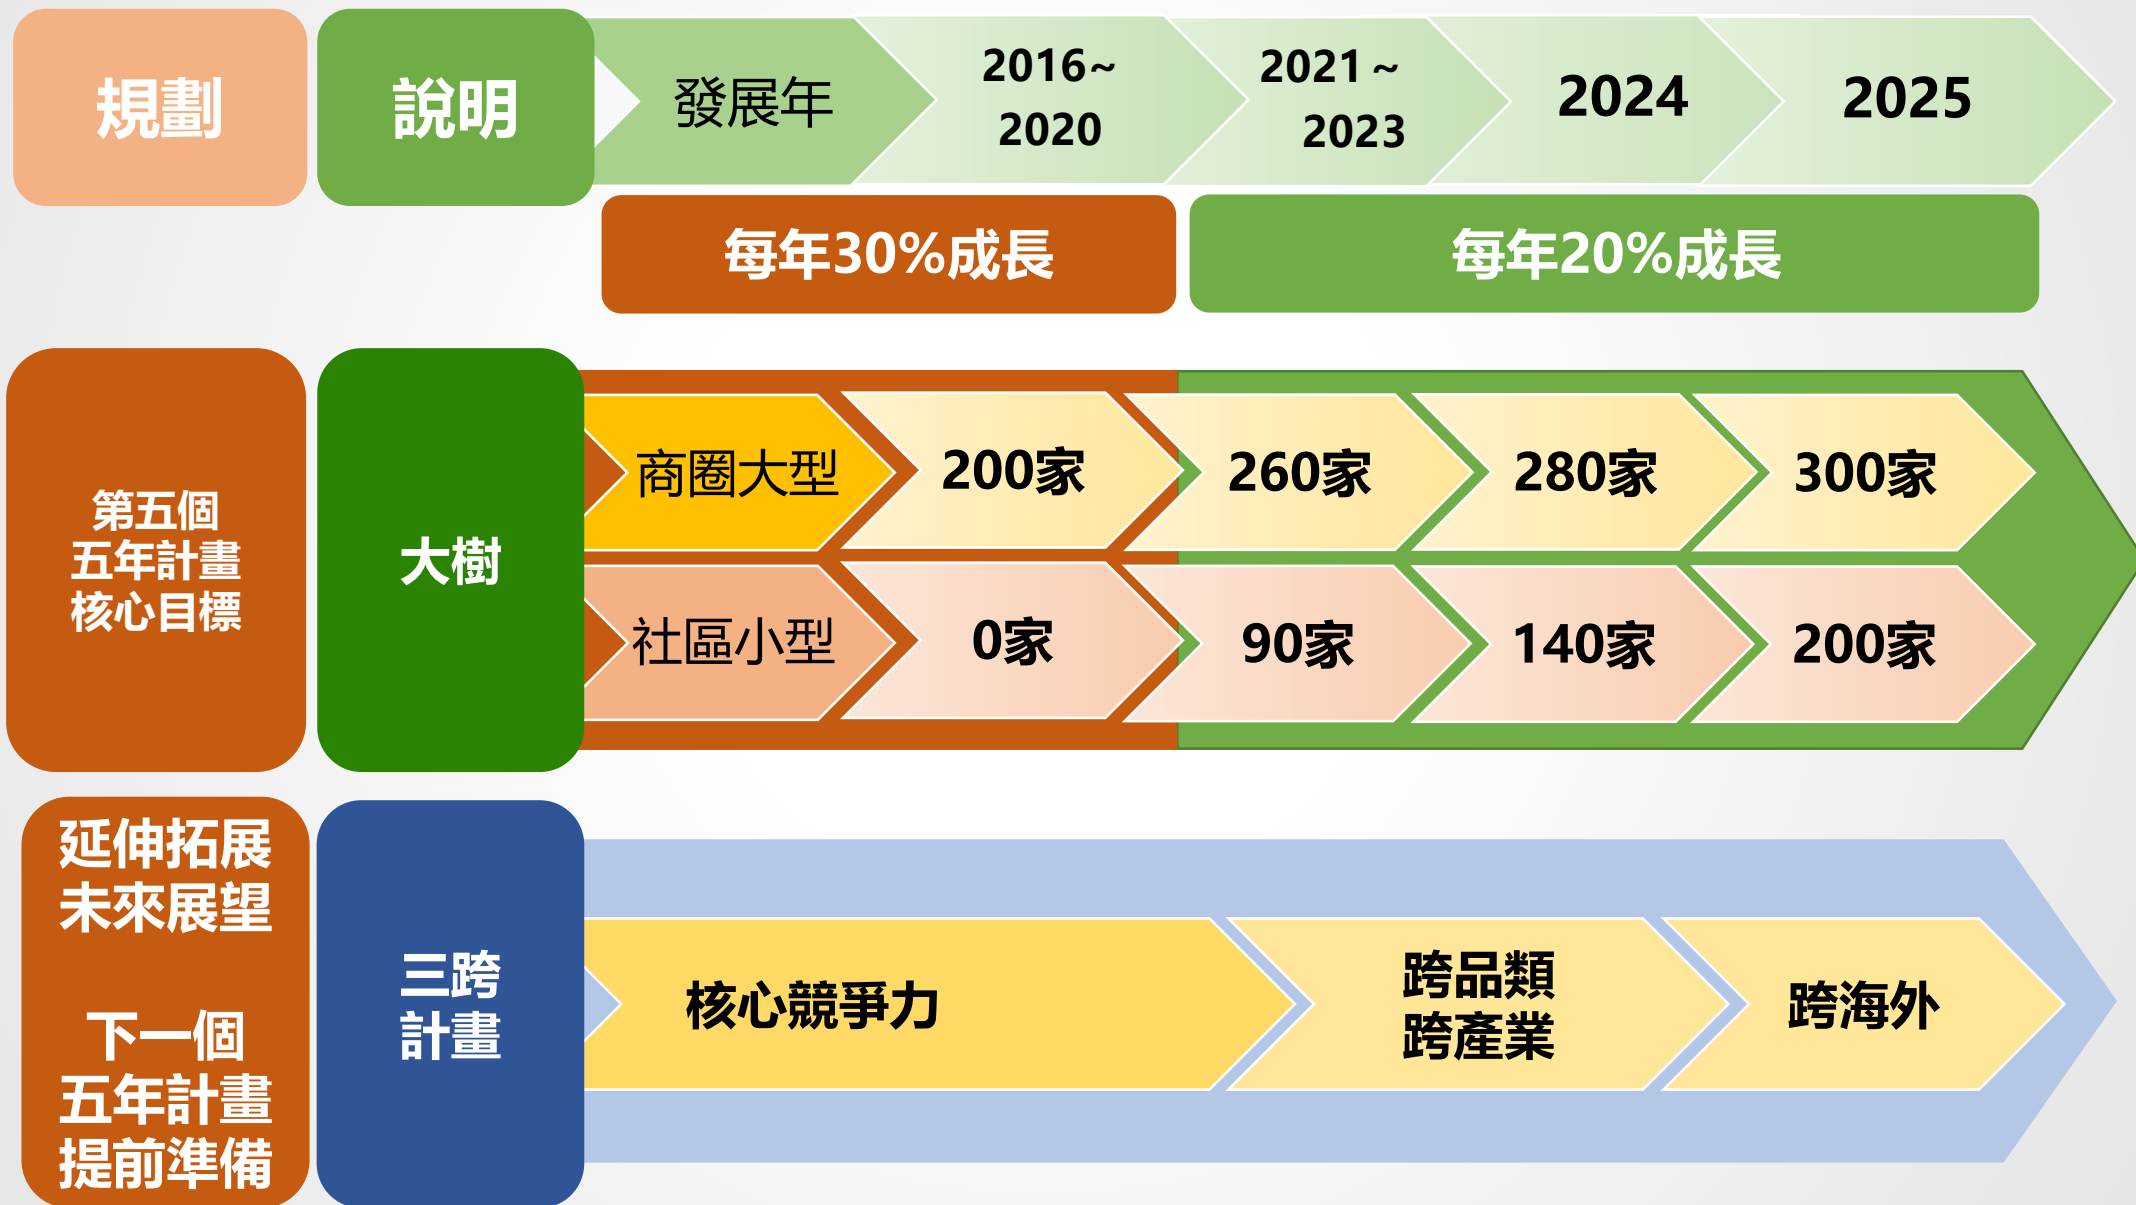 規劃
說明
發展年
2016~
2020
2021 ~
2023
2024
2025
每年30%成長
每年20%成長
第五個
五年計畫
核心目標
大樹
商圈大型
200家
260家
280家
300家
社區小型
0家
90家
140家
200家
延伸拓展
未來展望
下一個
五年計畫
提前準備
三跨
計畫
核心競爭力
跨品類
跨產業
跨海外